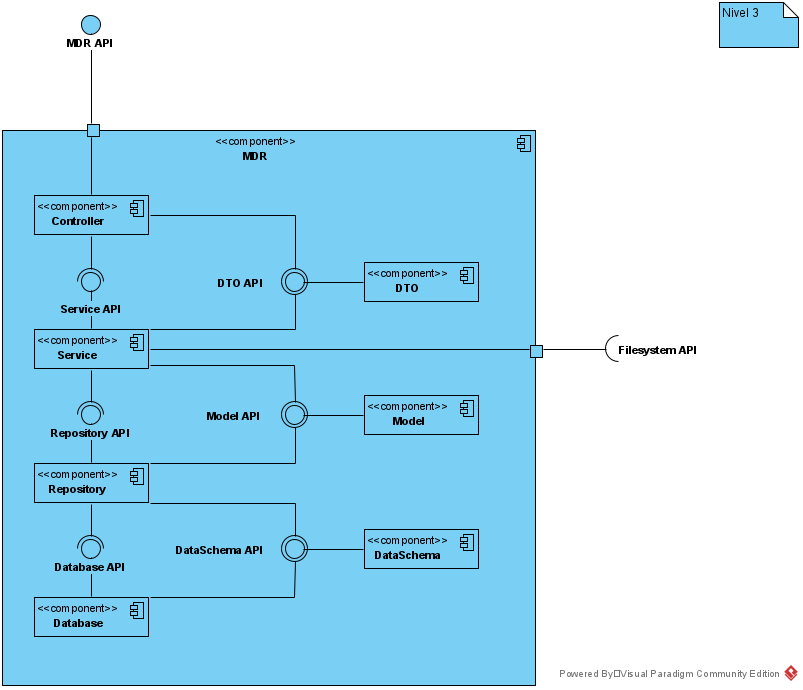 Nivel 3
MDR API
<<component>>
MDR
<<component>>
Controller
DTO API
<<component>>
DTO
Service API
<<component>>
Service
Filesystem API
Model API
<<component>>
Model
Repository API
<<component>>
Repository
DataSchema API
<<component>>
DataSchema
Database API
<<component>>
Database
Powered By Visual Paradigm Community Edition